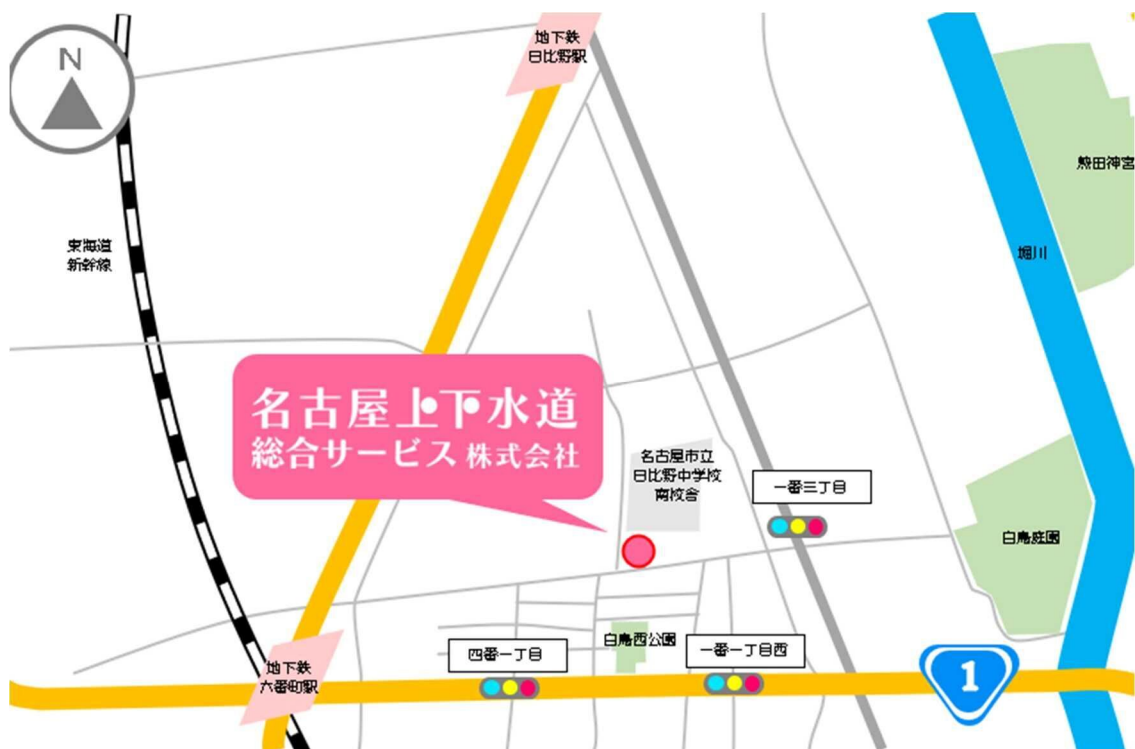 N
地下鉄
日比野駅
熱田神宮
東海道
新幹線
堀川
名古屋上下水道
総合サービス 株式会社
名古屋市立
日比野中学校
南校舎
一番三丁目
白鳥庭園
白鳥西公園
四番一丁目
一番一丁目西
地下鉄
六番町駅
1